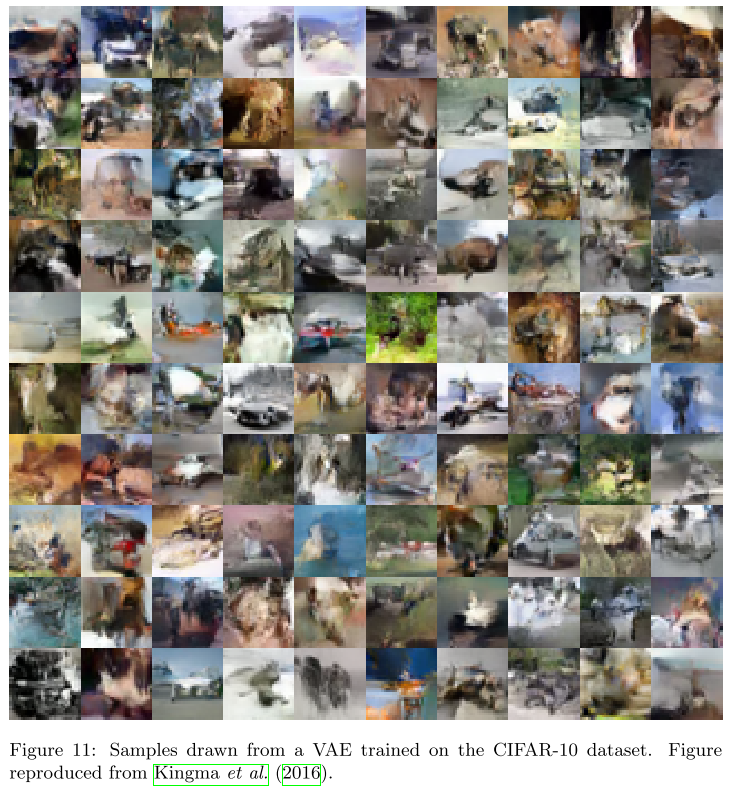 Figure 11: Samples drawn from a VAE trained on the CIFAR-10 dataset. Figure
reproduced from Kingma et al. (2016).